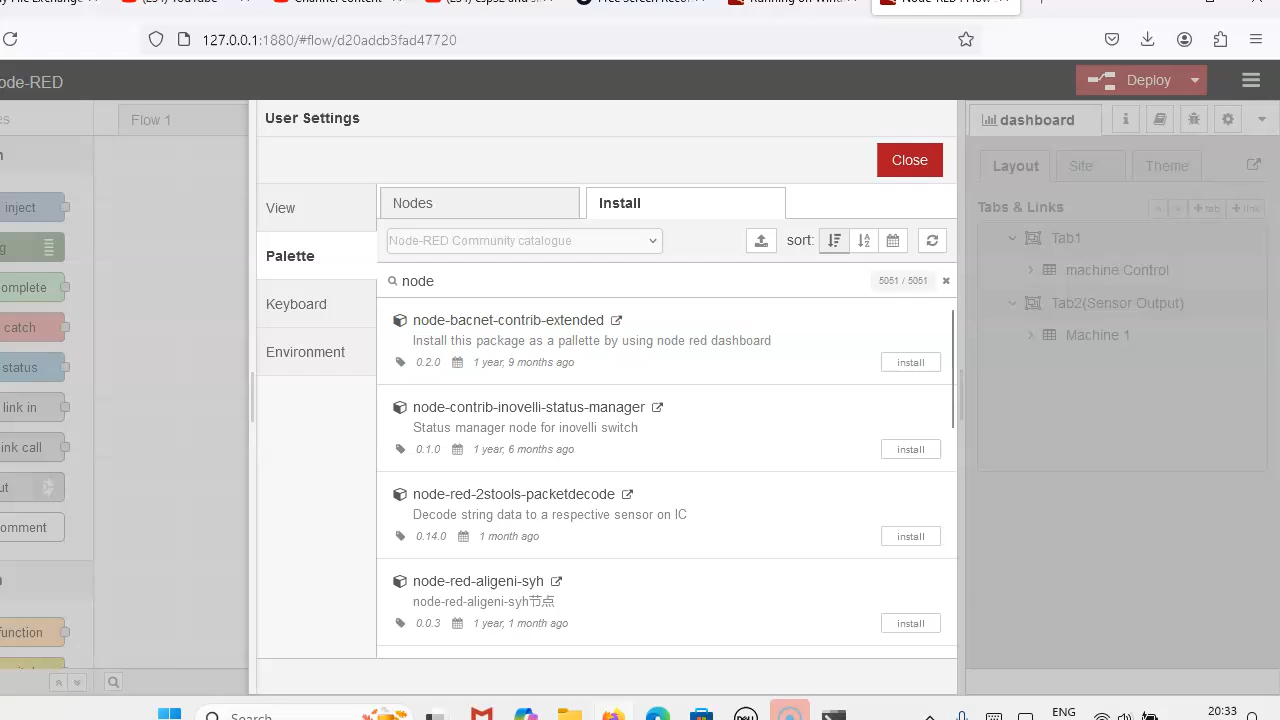 127.0.0.1:1880/#flow/d20adcb3fad47720
ode-RED
Deploy
Flow 1
User Settings
dashboard
Close
Layout
Site
Theme
View
Nodes
Install
inject
Tabs & Links
tab
link
Node-RED Community catalogue
sort:
Tab1
Palette
machine Control
node
5051 / 5051
omplete
Keyboard
Tab2(Sensor Output)
node-bacnet-contrib-extended
catch
Install this package as a pallette by using node red dashboard
Machine 1
Environment
0.2.0
1 year, 9 months ago
install
status
node-contrib-inovelli-status-manager
link in
Status manager node for inovelli switch
0.1.0
1 year, 6 months ago
install
ink call
node-red-2stools-packetdecode
ut
Decode string data to a respective sensor on IC
omment
0.14.0
1 month ago
install
node-red-aligeni-syh
node-red-aligeni-syh节点
0.0.3
1 year, 1 month ago
install
function
ENG
20:33
Search